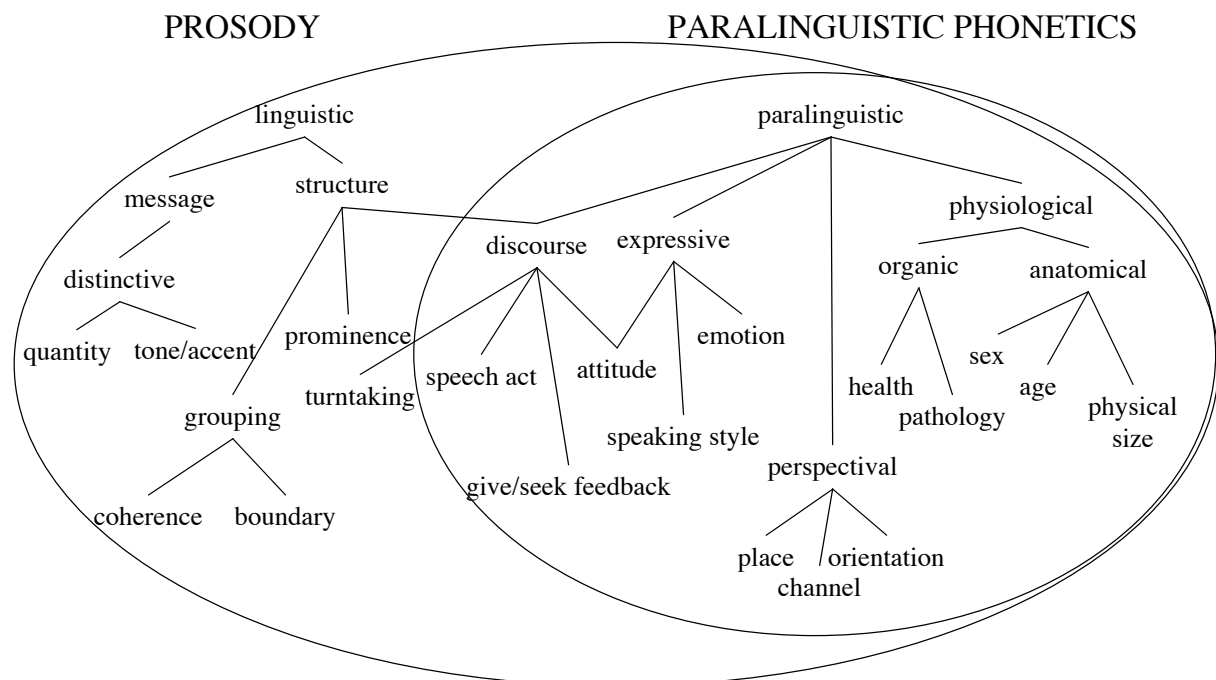 PROSODY
PARALINGUISTIC PHONETICS
linguistic
paralinguistic
message
structure
physiological
discourse
expressive
organic
anatomical
distinctive
quantity
tone/accent
prominence
emotion
turntaking
speech act
attitude
sex
health
age
pathology
physical
size
grouping
speaking style
perspectival
give/seek feedback
coherence
boundary
place
orientation
channel